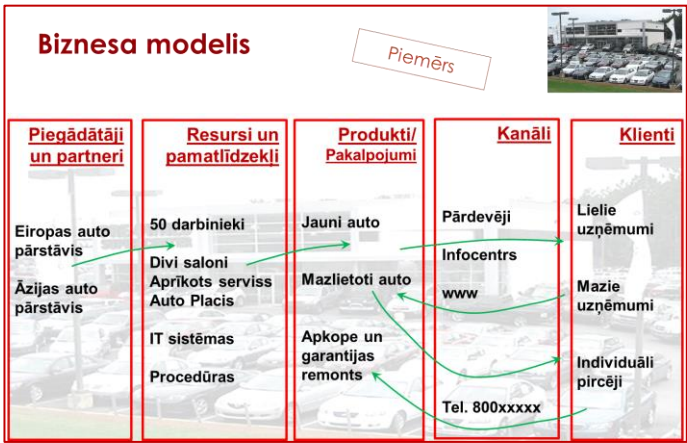 Biznesa modelis
Piemērs
Piegādātāji
un partneri
Eiropas auto
pārstāvis
Āzijas auto
pārstāvis
Resursi un
pamatlīdzekļi
50 darbinieki
Divi saloni
Aprīkots serviss
Auto Placis
IT sistēmas
Procedūras
Produkti/
Pakalpojumi
Jauni auto
Mazlietoti auto
Apkope un
garantijas
remonts
Kanāli
Pārdevēji
Infocentrs
www
Tel. 800xxxxx
Klienti
Lielie
uzņēmumi
Mazie
uzņēmumi
Individuāli
pircēji